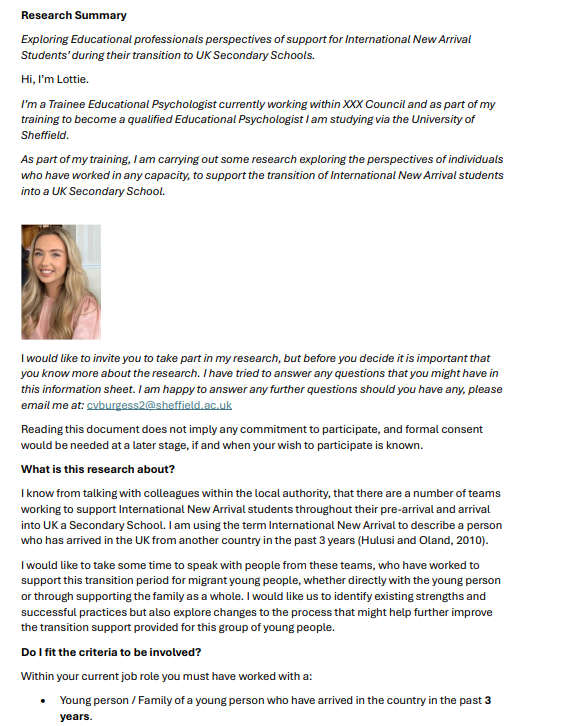 Research Summary
Exploring Educational professionals perspectives of support for International New Arrival
Students' during their transition to UK Secondary Schools.
Hi, I'm Lottie.
I'm a Trainee Educational Psychologist currently working within XXX Council and as part of my
training to become a qualified Educational Psychologist I am studying via the University of
Sheffield.
As part of my training, I am carrying out some research exploring the perspectives of individuals
who have worked in any capacity, to support the transition of International New Arrival students
into a UK Secondary School.
I would like to invite you to take part in my research, but before you decide it is important that
you know more about the research. I have tried to answer any questions that you might have in
this information sheet. I am happy to answer any further questions should you have any, please
email me at: cvburgess2@sheffield.ac.uk
Reading this document does not imply any commitment to participate, and formal consent
would be needed at a later stage, if and when your wish to participate is known.
What is this research about?
I know from talking with colleagues within the local authority, that there are a number of teams
working to support International New Arrival students throughout their pre-arrival and arrival
into UK a Secondary School. I am using the term International New Arrival to describe a person
who has arrived in the UK from another country in the past 3 years (Hulusi and Oland, 2010).
I would like to take some time to speak with people from these teams, who have worked to
support this transition period for migrant young people, whether directly with the young person
or through supporting the family as a whole. I would like us to identify existing strengths and
successful practices but also explore changes to the process that might help further improve
the transition support provided for this group of young people.
Do I fit the criteria to be involved?
Within your current job role you must have worked with a:
• Young person / Family of a young person who have arrived in the country in the past 3
years.